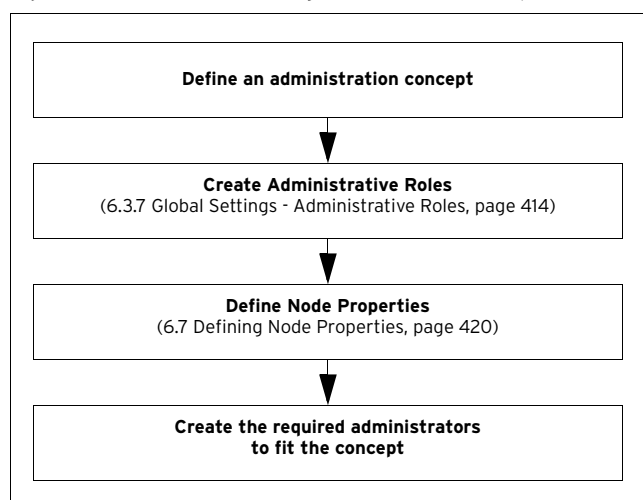 Define an administration concept
Create Administrative Roles
(6.3.7 Global Settings - Administrative Roles, page 414)
Define Node Properties
(6.7 Defining Node Properties, page 420)
Create the required administrators
to fit the concept